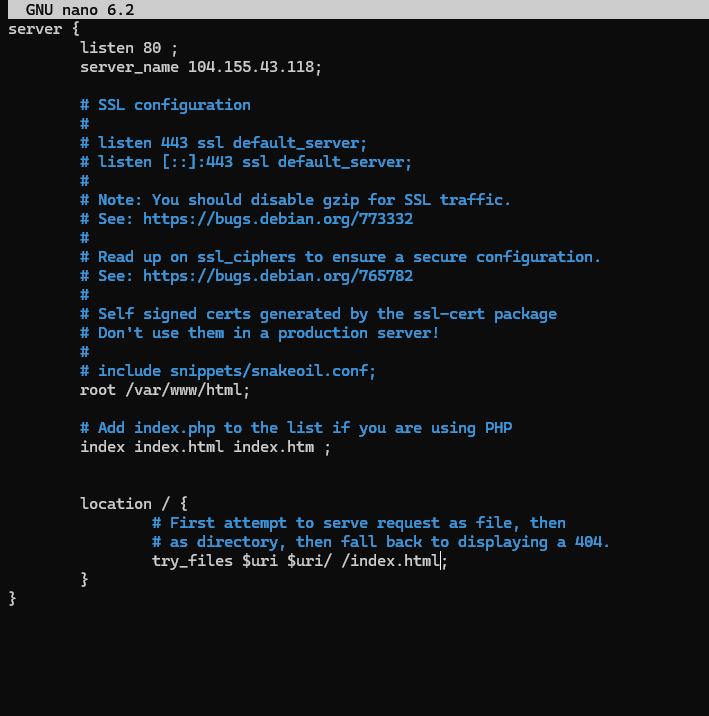 GNU nano 6.2
server {
listen 80 ;
server_name 104.155.43.118;
# SSL configuration
#
# listen 443 ssl default_server;
# listen [::]:443 ssl default_server;
#
# Note: You should disable gzip for SSL traffic.
# See: https://bugs.debian.org/773332
#
# Read up on ssl_ciphers to ensure a secure configuration.
# See: https://bugs.debian.org/765782
#
# Self signed certs generated by the ssl-cert package
# Don't use them in a production server!
#
# include snippets/snakeoil.conf;
root /var/www/html;
# Add index.php to the list if you are using PHP
index index.html index.htm ;
location / {
# First attempt to serve request as file, then
# as directory, then fall back to displaying a 404.
try_files $uri $uri/ /index.html;
}
}